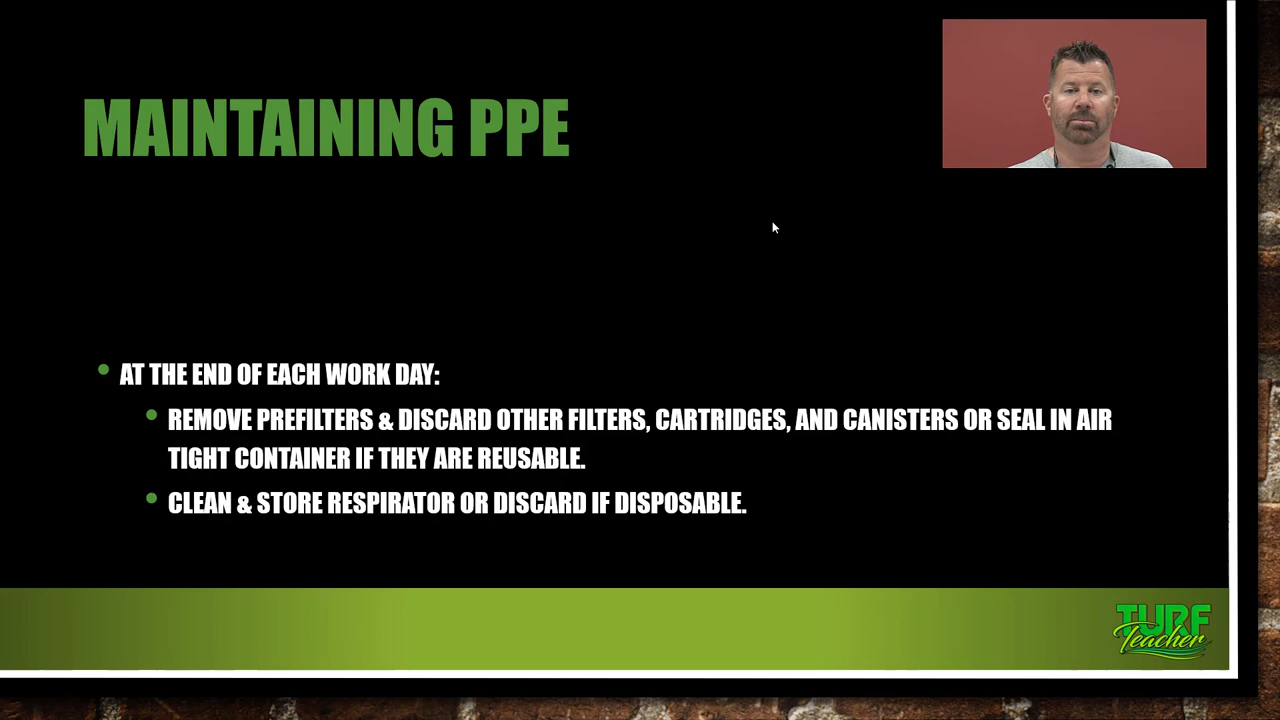 MAINTAINING PPE
AT THE END OF EACH WORK DAY:
REMOVE PREFILTERS & DISCARD OTHER FILTERS, CARTRIDGES, AND CANISTERS OR SEAL IN AIR
TIGHT CONTAINER IF THEY ARE REUSABLE.
CLEAN & STORE RESPIRATOR OR DISCARD IF DISPOSABLE.
TURF
Teacher